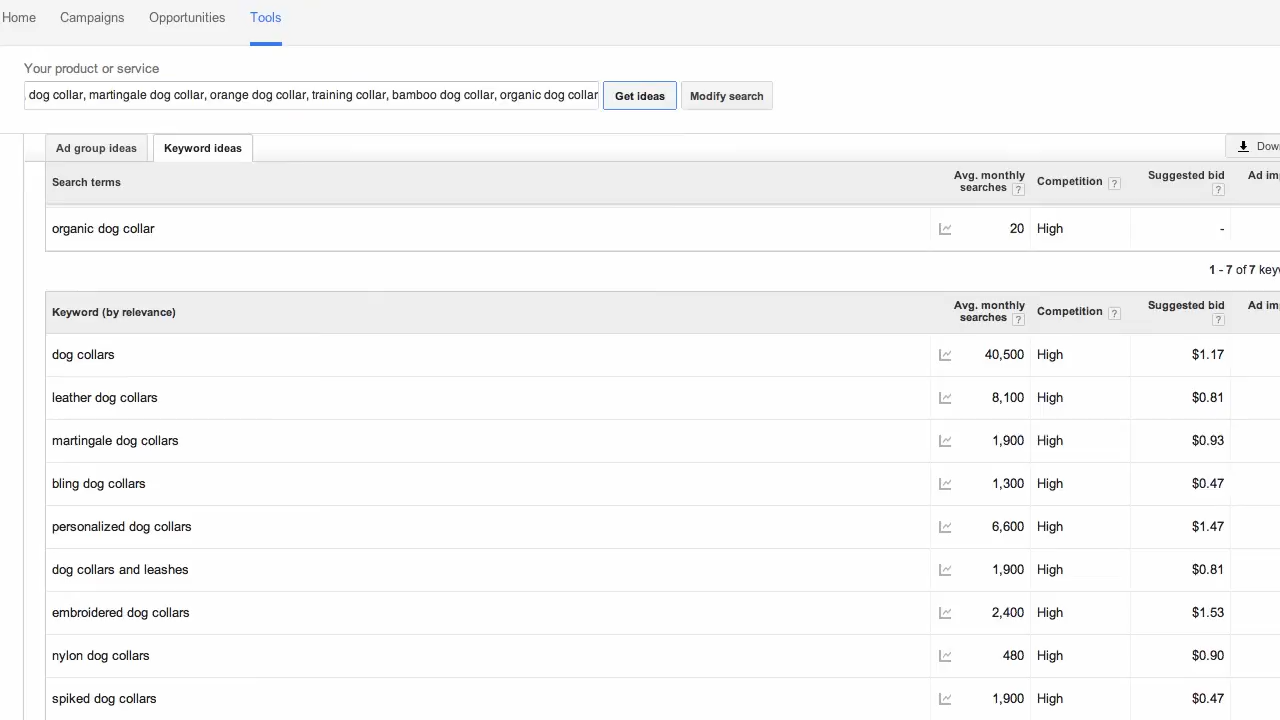 Home Campaigns Opportunities Tools
Your product or service
, dog collar, martingale dog collar, orange dog collar, training collar, bamboo dog collar, organic dog collar Get ideas Modify search
Ad group ideas Keyword ideas Dow
Search terms Avg. monthly searches ? Competition ? Suggested bid ? Ad im
organic dog collar 20 High -
1 - 7 of 7 keyw
Keyword (by relevance) Avg. monthly searches ? Competition ? Suggested bid ? Ad im
dog collars 40,500 High $1.17
leather dog collars 8,100 High $0.81
martingale dog collars 1,900 High $0.93
bling dog collars 1,300 High $0.47
personalized dog collars 6,600 High $1.47
dog collars and leashes 1,900 High $0.81
embroidered dog collars 2,400 High $1.53
nylon dog collars 480 High $0.90
spiked dog collars 1,900 High $0.47